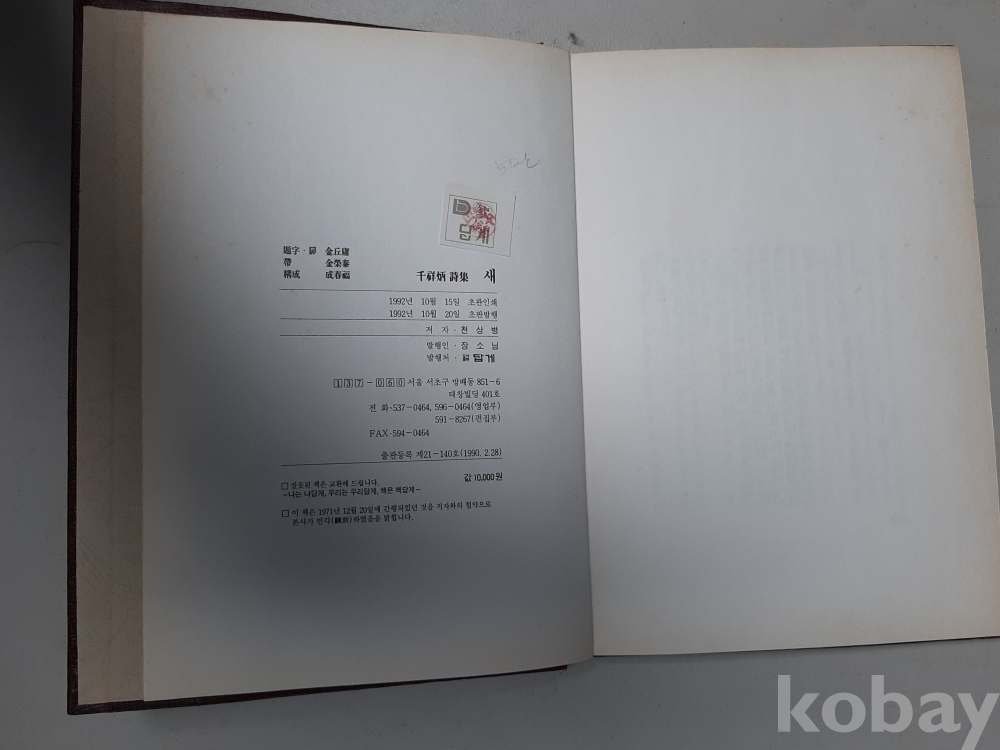 답게
題字·扉 金丘庸
帶 金榮泰
構成 成春福
千祥炳 詩集 새
1992년 10월 15일 초판인쇄
1992년 10월 20일 초판발행
저 자·천 상 병
발행인·장 소 님
발행처·답게
137-060 서울 서초구 방배동 851-6
대창빌딩 401호
전 화·537-0464, 596-0464(영업부)
591-8267(편집부)
FAX·594-0464
출판등록 제21-140호(1990. 2.28)
값 10,000원
□ 잘못된 책은 교환해 드립니다.
-나는 나답게, 우리는 우리답게, 책은 책답게-
□ 이 책은 1971년 12월 20일에 간행되었던 것을 저자와의 협약으로
본사가 번각(飜刻)하였음을 밝힙니다.
kobay